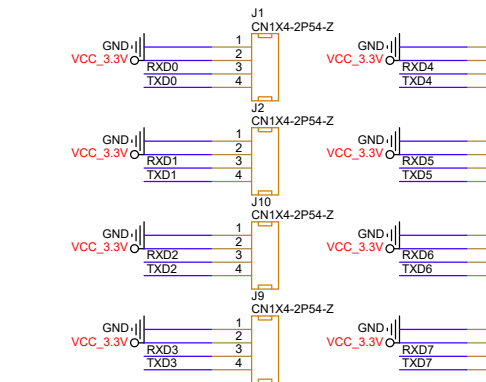 J1
CN1X4-2P54-Z
GND 1 GND
VCC_3.3V 2 VCC_3.3V
RXD0 3 RXD4
TXD0 4 TXD4
J2
CN1X4-2P54-Z
GND 1 GND
VCC_3.3V 2 VCC_3.3V
RXD1 3 RXD5
TXD1 4 TXD5
J10
CN1X4-2P54-Z
GND 1 GND
VCC_3.3V 2 VCC_3.3V
RXD2 3 RXD6
TXD2 4 TXD6
J9
CN1X4-2P54-Z
GND 1 GND
VCC_3.3V 2 VCC_3.3V
RXD3 3 RXD7
TXD3 4 TXD7